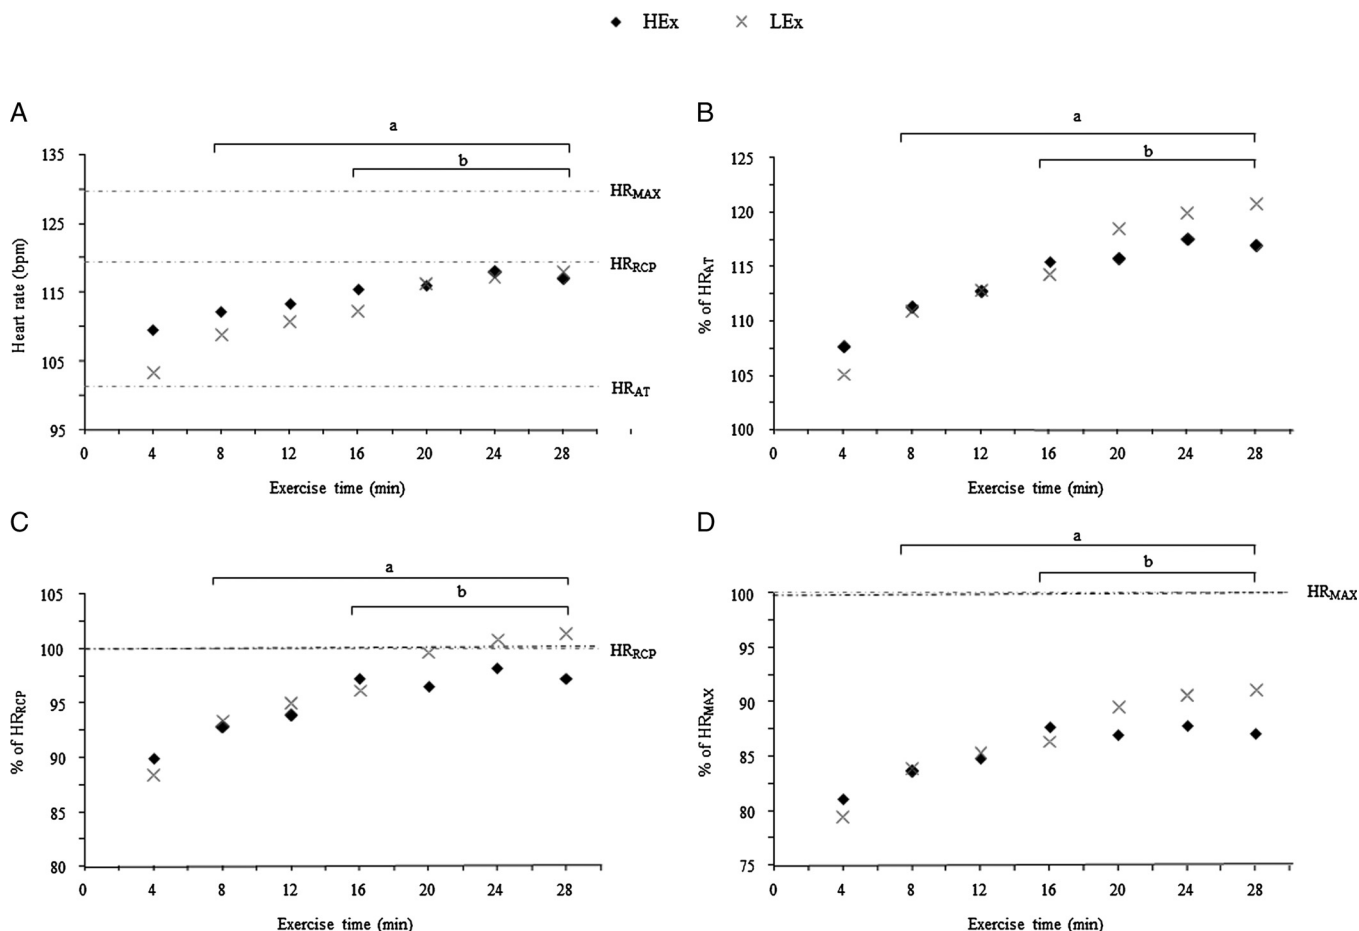 HEx LEx
A
a
b
135
125
115
105
95
Heart rate (bpm)
HRMAX
HRRCP
HRAT
0 4 8 12 16 20 24 28
Exercise time (min)
B
a
b
125
120
115
110
105
100
% of HRAT
0 4 8 12 16 20 24 28
Exercise time (min)
C
a
b
105
100
95
90
85
80
% of HRRCP
HRRCP
0 4 8 12 16 20 24 28
Exercise time (min)
D
a
b
100
95
90
85
80
75
% of HRMAX
HRMAX
0 4 8 12 16 20 24 28
Exercise time (min)